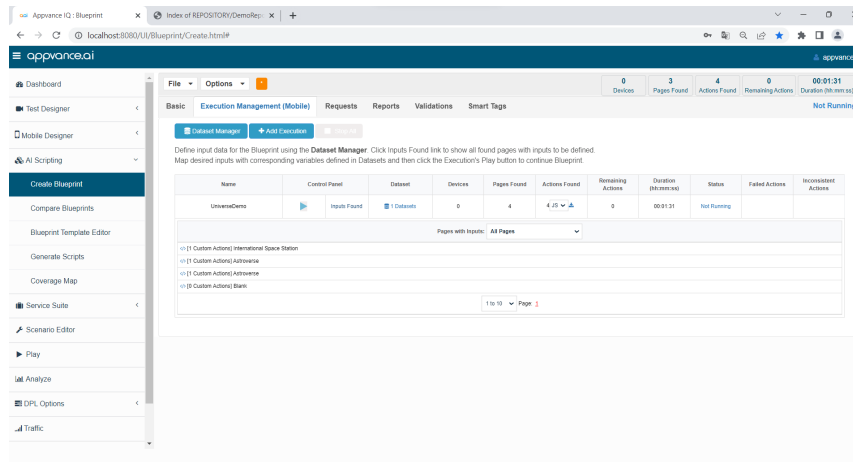 Appvance IQ : Blueprint
Index of REPOSITORY/DemoRep
localhost:8080/UI/Blueprint/Create.html#
appvance.ai
appvance
Dashboard
Test Designer
Mobile Designer
AI Scripting
Create Blueprint
Compare Blueprints
Blueprint Template Editor
Generate Scripts
Coverage Map
Service Suite
Scenario Editor
Play
Analyze
DPL Options
Traffic
File Options
0 3 4 0 00:01:31
Devices Pages Found Actions Found Remaining Actions Duration (hh:mm:ss)
Basic Execution Management (Mobile) Requests Reports Validations Smart Tags Not Running
Dataset Manager + Add Execution Stop All
Define input data for the Blueprint using the Dataset Manager. Click Inputs Found link to show all found pages with inputs to be defined.
Map desired inputs with corresponding variables defined in Datasets and then click the Execution's Play button to continue Blueprint.
Name Control Panel Dataset Devices Pages Found Actions Found Remaining Actions Duration (hh:mm:ss) Status Failed Actions Inconsistent Actions
UniverseDemo Inputs Found 1 Datasets 0 4 4 JS 0 00:01:31 Not Running
Pages with Inputs: All Pages
</> [1 Custom Actions] International Space Station
</> [1 Custom Actions] Astroverse
</> [1 Custom Actions] Astroverse
</> [0 Custom Actions] Blank
1 to 10 Page 1